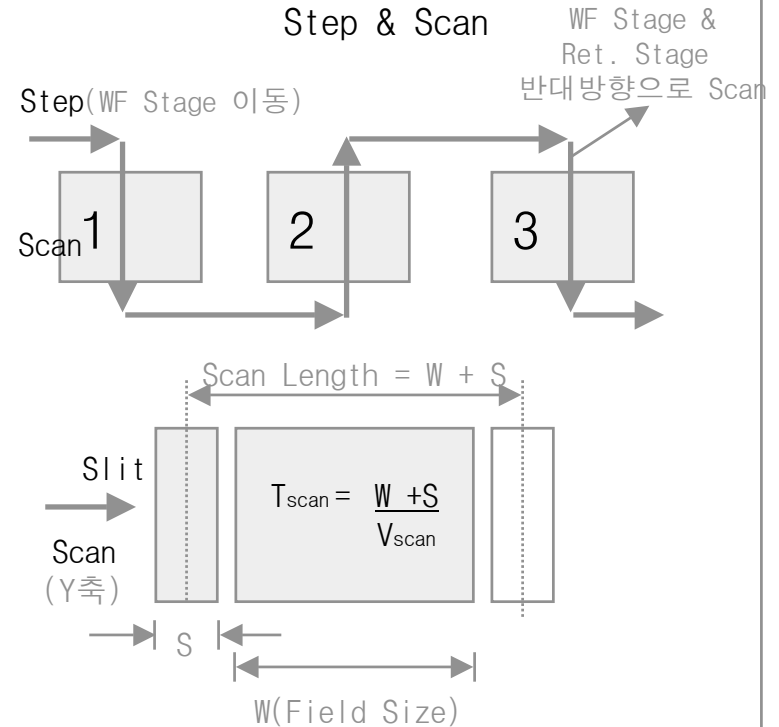 Step & Scan
WF Stage &
Ret. Stage
반대방향으로 Scan
Step(WF Stage 이동)
1
2
3
Scan
Scan Length = W + S
Slit
Tscan = W +S
Vscan
Scan
(Y축)
S
W(Field Size)